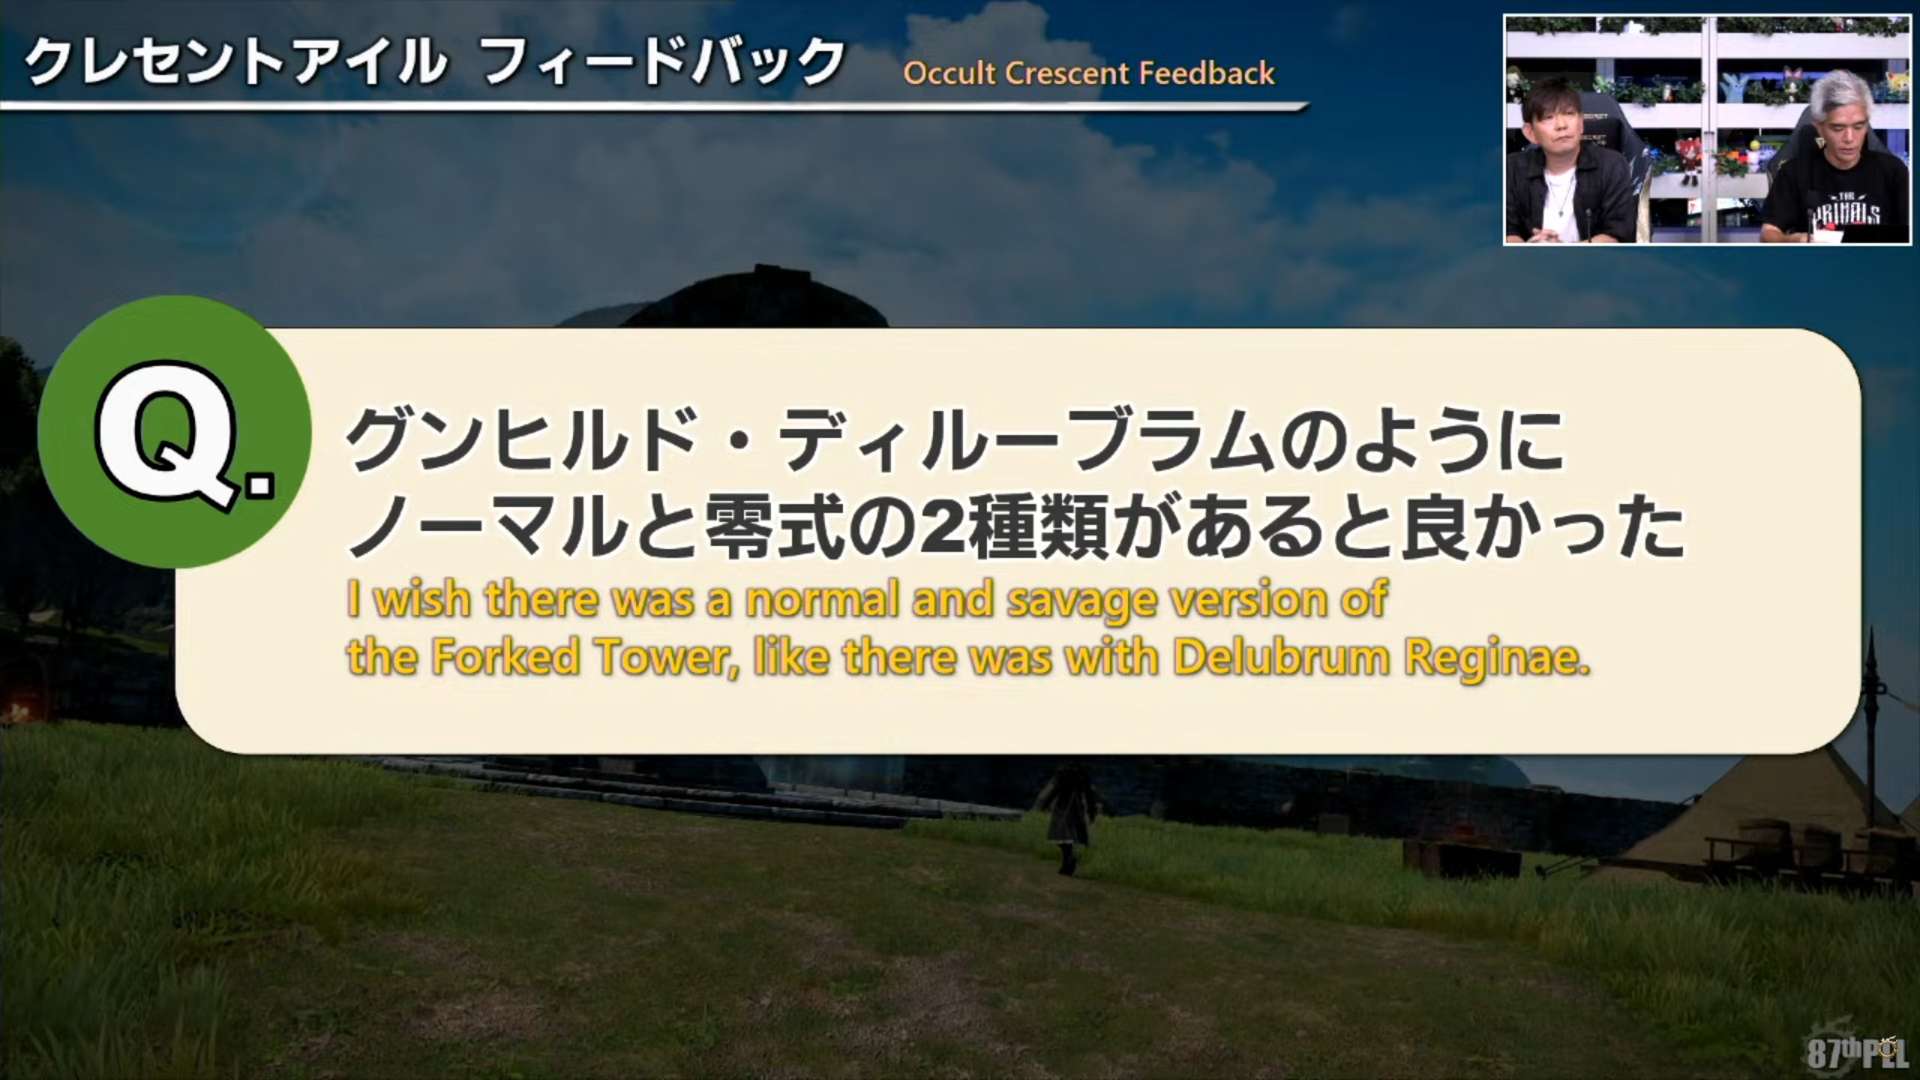 クレセントアイル フィードバック
Occult Crescent Feedback
THE
PRIMALS
Q.
グンヒルド・ディルーブラムのように
ノーマルと零式の2種類があると良かった
I wish there was a normal and savage version of
the Forked Tower, like there was with Delubrum Reginae.
87thPLL